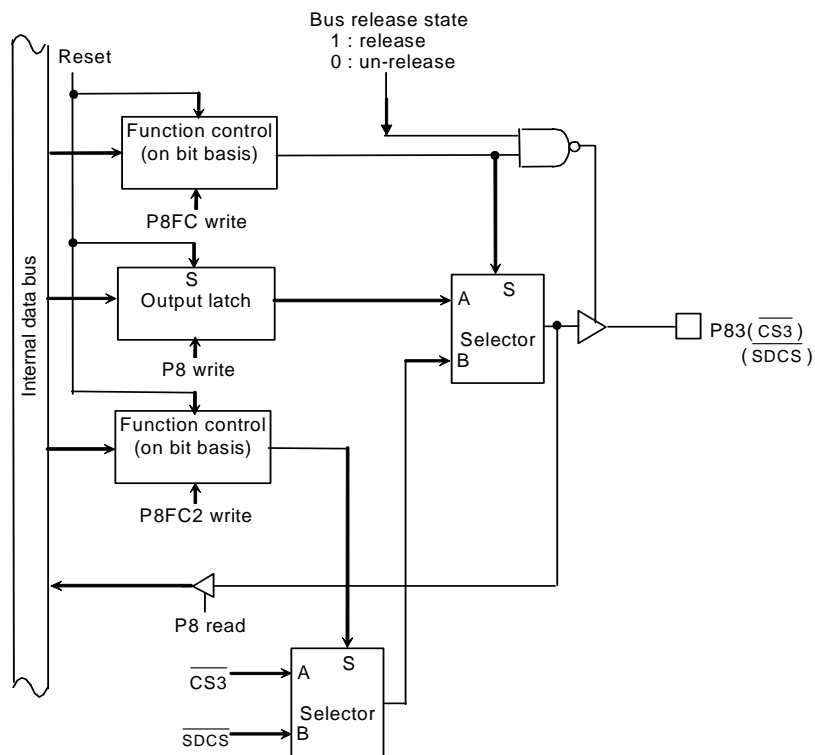 Bus release state
1 : release
0 : un-release
Reset
Function control
(on bit basis)
P8FC write
S
Output latch
P8 write
A
S
Selector
B
P83(CS3)
(SDCS)
Internal data bus
Function control
(on bit basis)
P8FC2 write
P8 read
CS3
A
S
Selector
SDCS
B